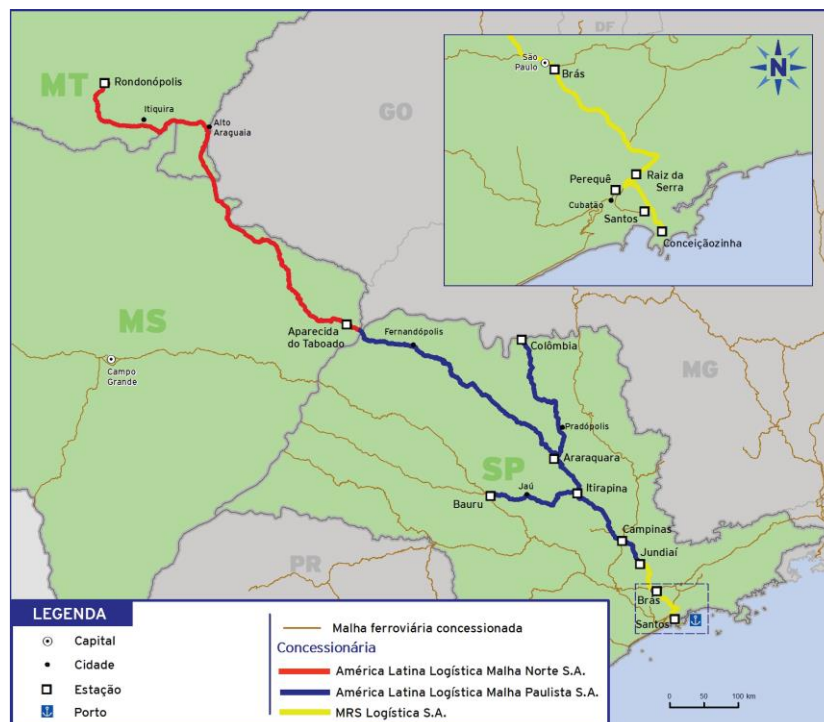 DF
São
Paulo
Brás
N
Rondonópolis
MT
Itiquira
Alto
Araguaia
GO
Raiz da
Serra
Perequê
Cubatão
Santos
Conceiçãozinha
MS
Aparecida
do Taboado
Fernandópolis
Colômbia
Campo
Grande
MG
Pradópolis
Araraquara
SP
Jaú
Itirapina
Bauru
Campinas
Jundiaí
PR
Brás
Santos
LEGENDA
Capital
Cidade
Estação
Porto
Malha ferroviária concessionada
Concessionária
América Latina Logística Malha Norte S.A.
América Latina Logística Malha Paulista S.A.
MRS Logística S.A.
0 50 100 km